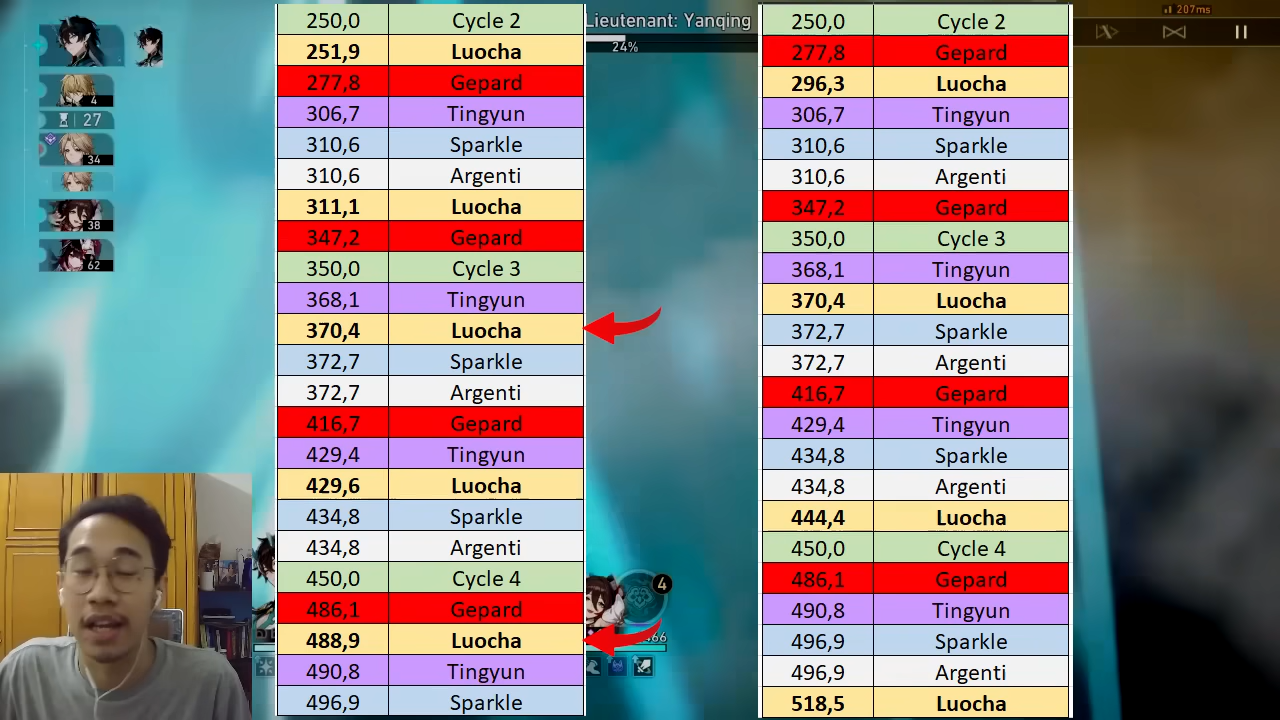 Lieutenant: Yanqing
24%
207ms
4
27
34
38
62
250,0 Cycle 2
251,9 Luocha
277,8 Gepard
306,7 Tingyun
310,6 Sparkle
310,6 Argenti
311,1 Luocha
347,2 Gepard
350,0 Cycle 3
368,1 Tingyun
370,4 Luocha
372,7 Sparkle
372,7 Argenti
416,7 Gepard
429,4 Tingyun
429,6 Luocha
434,8 Sparkle
434,8 Argenti
450,0 Cycle 4
486,1 Gepard
488,9 Luocha
490,8 Tingyun
496,9 Sparkle
250,0 Cycle 2
277,8 Gepard
296,3 Luocha
306,7 Tingyun
310,6 Sparkle
310,6 Argenti
347,2 Gepard
350,0 Cycle 3
368,1 Tingyun
370,4 Luocha
372,7 Sparkle
372,7 Argenti
416,7 Gepard
429,4 Tingyun
434,8 Sparkle
434,8 Argenti
444,4 Luocha
450,0 Cycle 4
486,1 Gepard
490,8 Tingyun
496,9 Sparkle
496,9 Argenti
518,5 Luocha
4